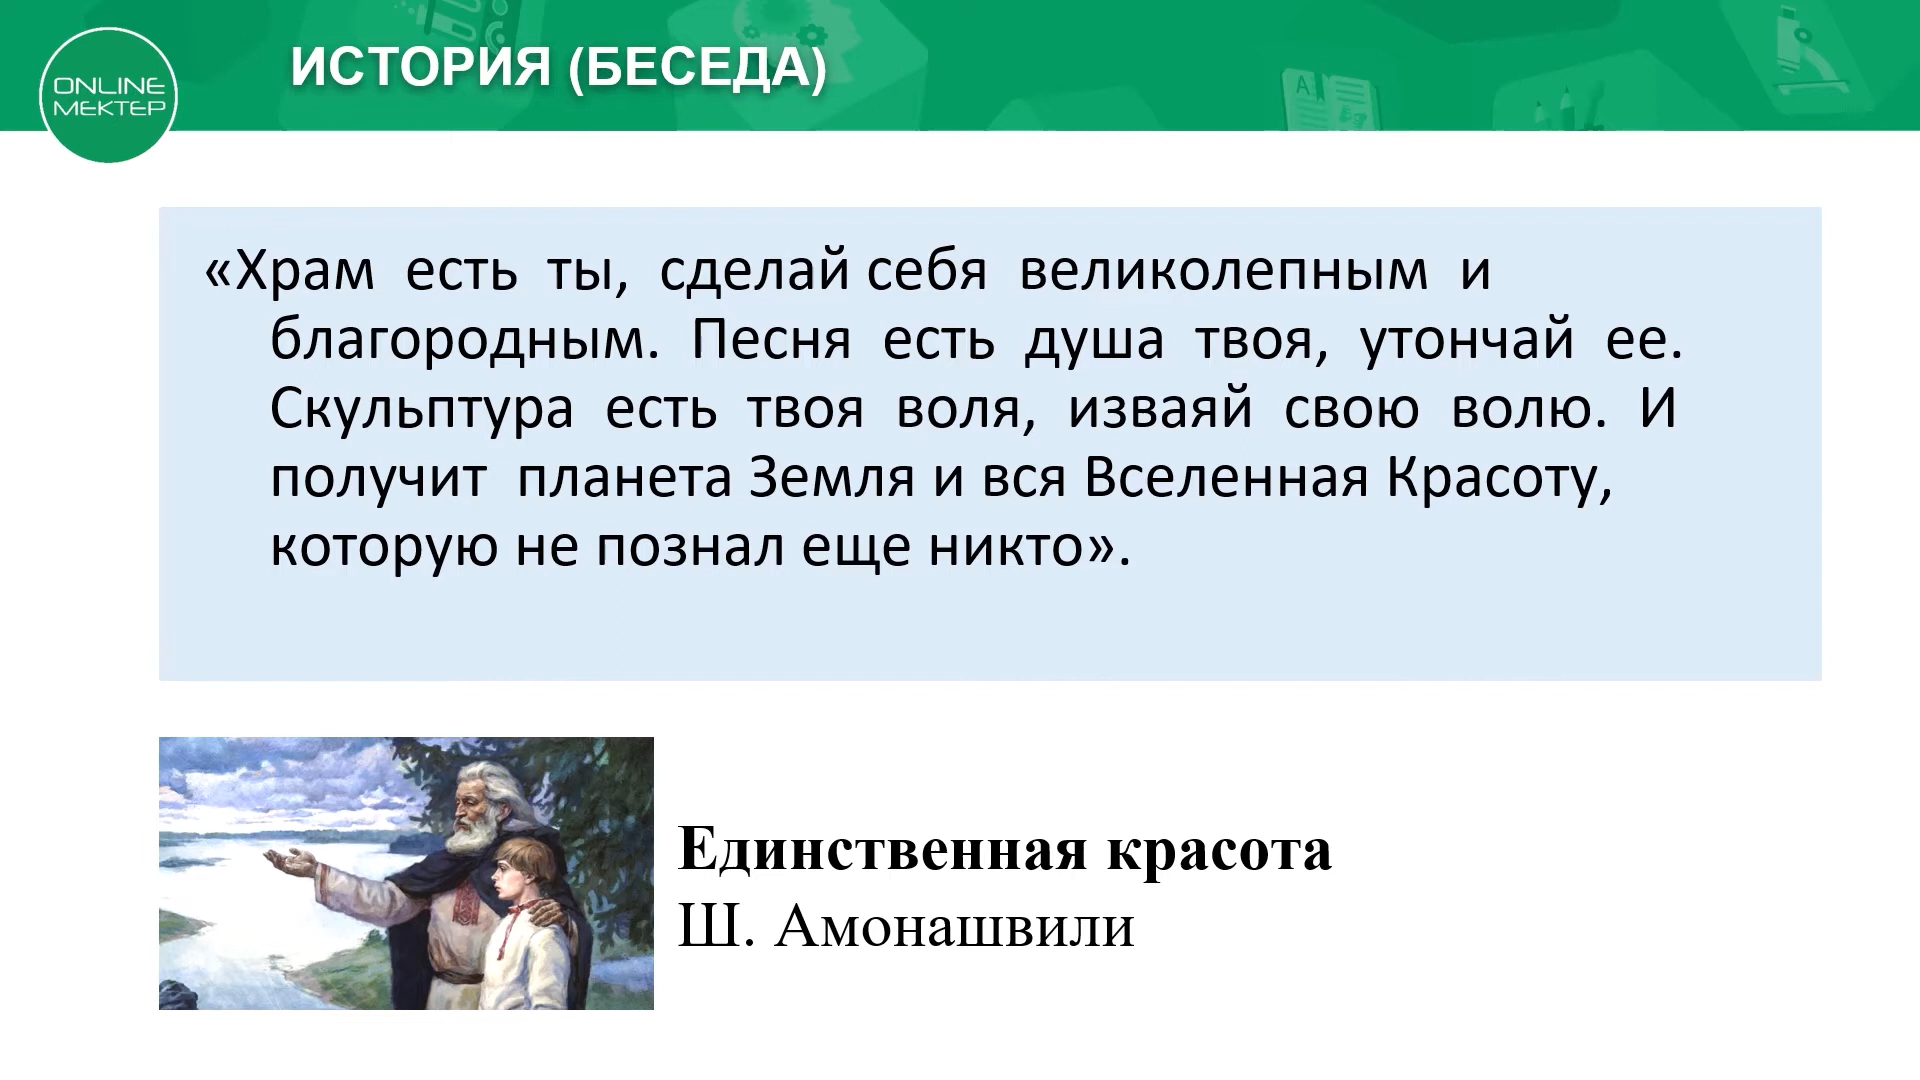 ONLINE
МЕКТЕР
ИСТОРИЯ (БЕСЕДА)
«Храм есть ты, сделай себя великолепным и
благородным. Песня есть душа твоя, утончай ее.
Скульптура есть твоя воля, изваяй свою волю. И
получит планета Земля и вся Вселенная Красоту,
которую не познал еще никто».
Единственная красота
Ш. Амонашвили